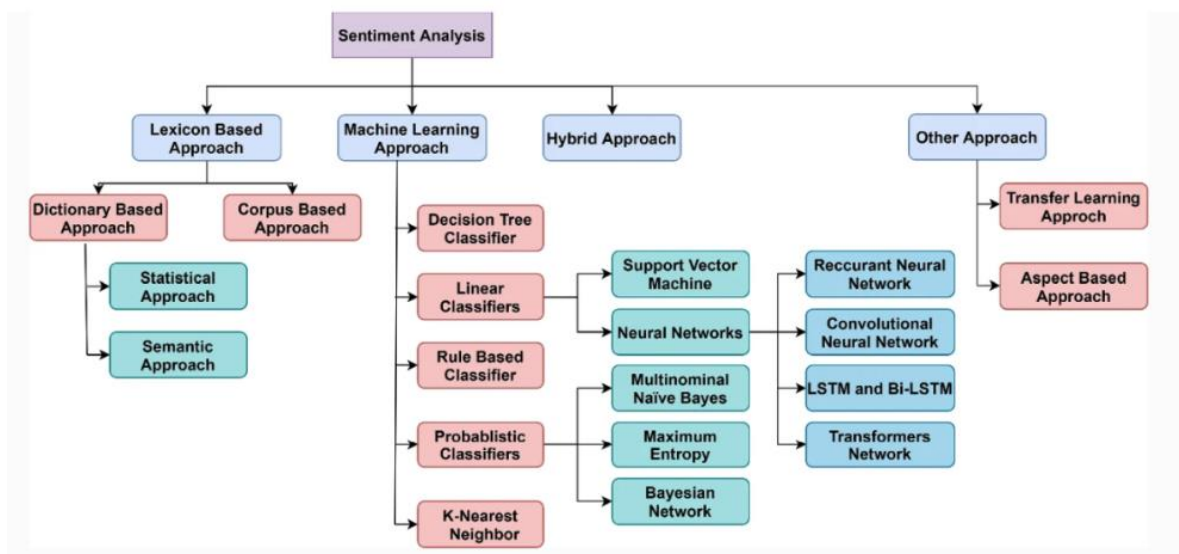 Sentiment Analysis
Lexicon Based
Approach
Machine Learning
Approach
Hybrid Approach
Other Approach
Dictionary Based
Approach
Corpus Based
Approach
Statistical
Approach
Semantic
Approach
Decision Tree
Classifier
Linear
Classifiers
Rule Based
Classifier
Probablistic
Classifiers
K-Nearest
Neighbor
Support Vector
Machine
Neural Networks
Multinominal
Naïve Bayes
Maximum
Entropy
Bayesian
Network
Reccurant Neural
Network
Convolutional
Neural Network
LSTM and Bi-LSTM
Transformers
Network
Transfer Learning
Approch
Aspect Based
Approach